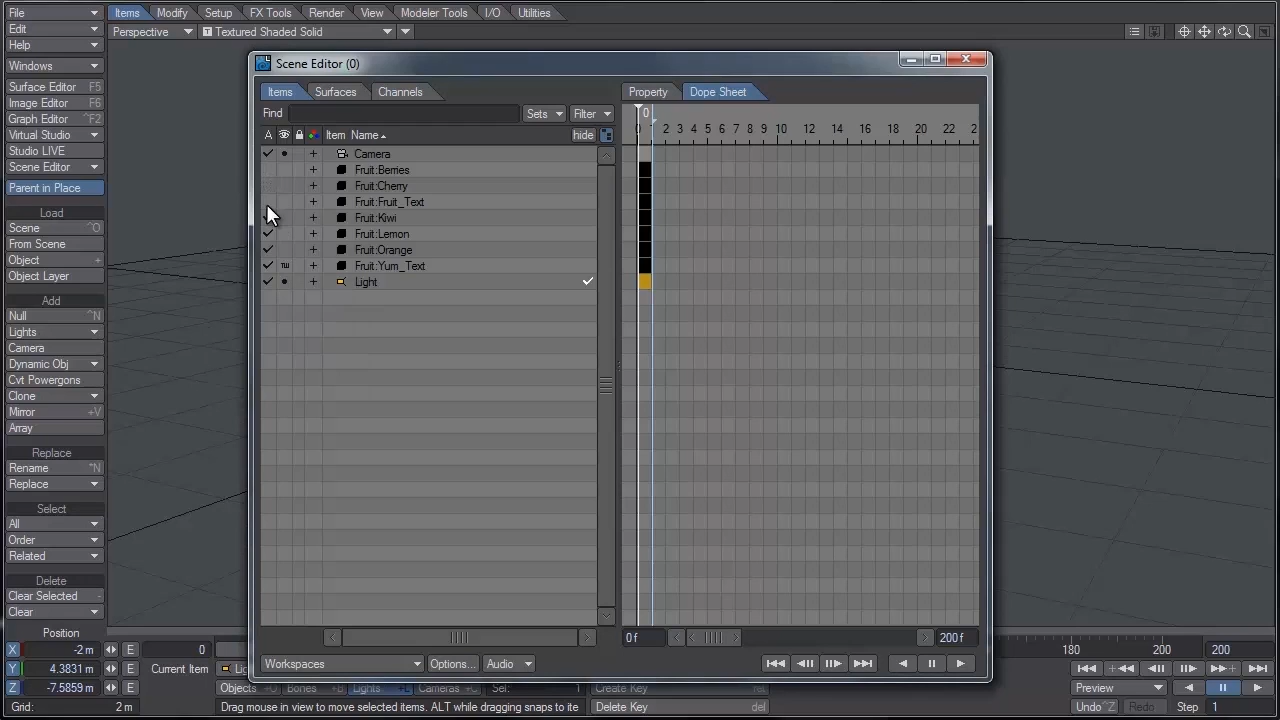 File
Items Modify Setup FX Tools Render View Modeler Tools I/O Utilities
Edit
Perspective Textured Shaded Solid
Help
Windows
Scene Editor (0)
Surface Editor F5
Image Editor F6
Graph Editor ^F2
Virtual Studio
Studio LIVE
Scene Editor
Parent in Place
Load
Scene ^O
From Scene
Object +
Object Layer
Add
Null ^N
Lights
Camera
Dynamic Obj
Cvt Powergons
Clone
Mirror +V
Array
Replace
Rename ^N
Replace
Select
All
Order
Related
Delete
Clear Selected -
Clear
Items Surfaces Channels
Property Dope Sheet
Find Sets Filter
A Item Name hide
0
0 2 3 4 5 6 7 8 10 12 14 16 18 20 22 2
Camera
Fruit:Berries
Fruit:Cherry
Fruit:Fruit_Text
Fruit:Kiwi
Fruit:Lemon
Fruit:Orange
Fruit:Yum_Text
Light
0 f 200 f
Workspaces Options... Audio
Position
X -2 m E 0 180 190 200
Y 4.3831 m E Current Item
Z -7.5859 m E Objects +O Bones +B Lights +L Cameras +C Sel: 1 Create Key ret Preview
Grid: 2 m Drag mouse in view to move selected items. ALT while dragging snaps to ite Delete Key del Undo^Z Redo Step 1